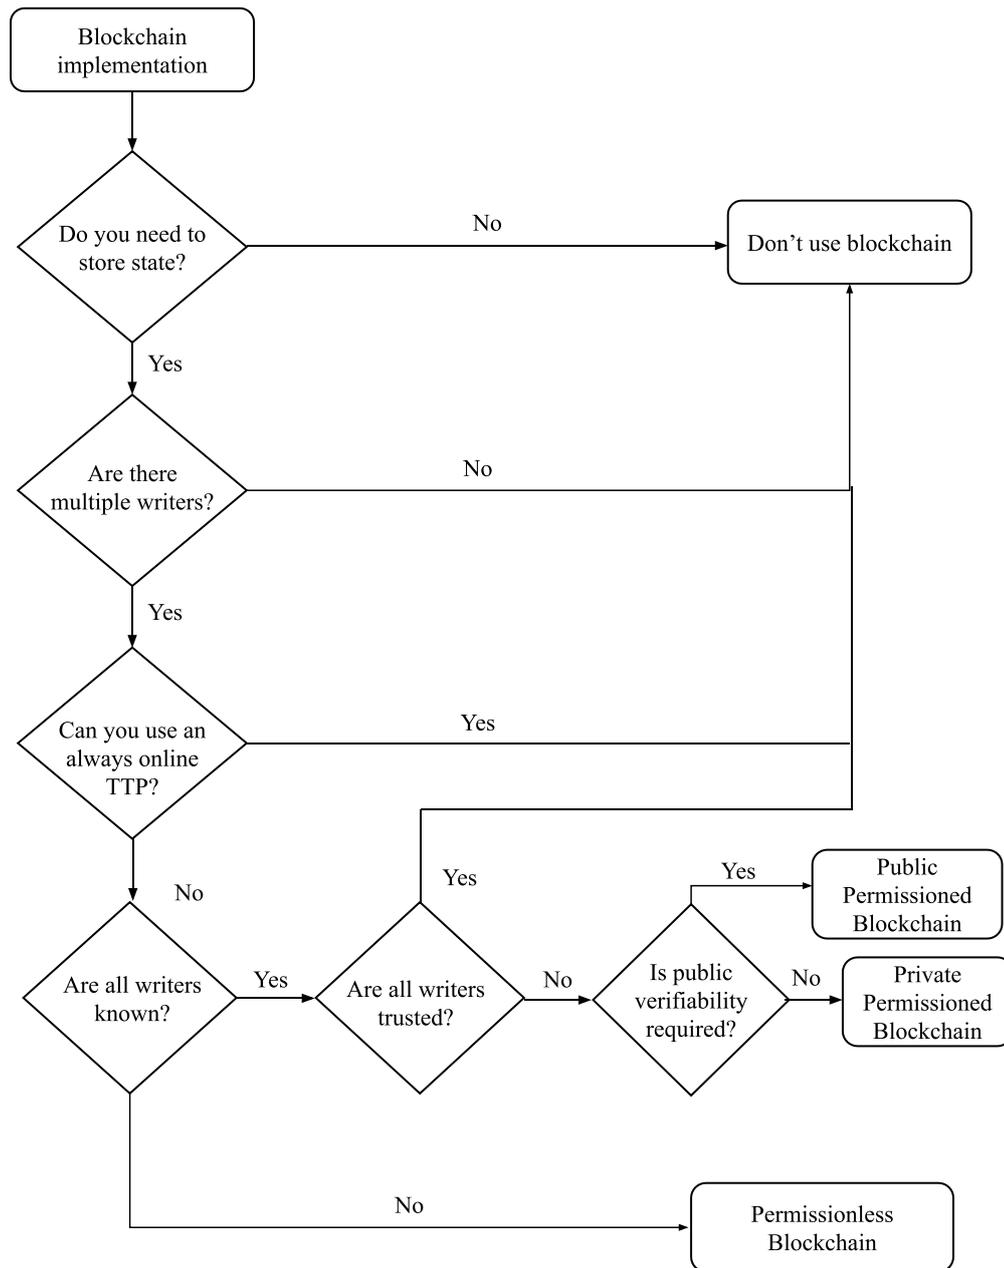 Blockchain
implementation
Do you need to
store state?
No
Don’t use blockchain
Yes
Are there
multiple writers?
No
Yes
Can you use an
always online
TTP?
Yes
No
Are all writers
known?
Yes
Are all writers
trusted?
Yes
No
Is public
verifiability
required?
Yes
Public
Permissioned
Blockchain
No
Private
Permissioned
Blockchain
No
Permissionless
Blockchain